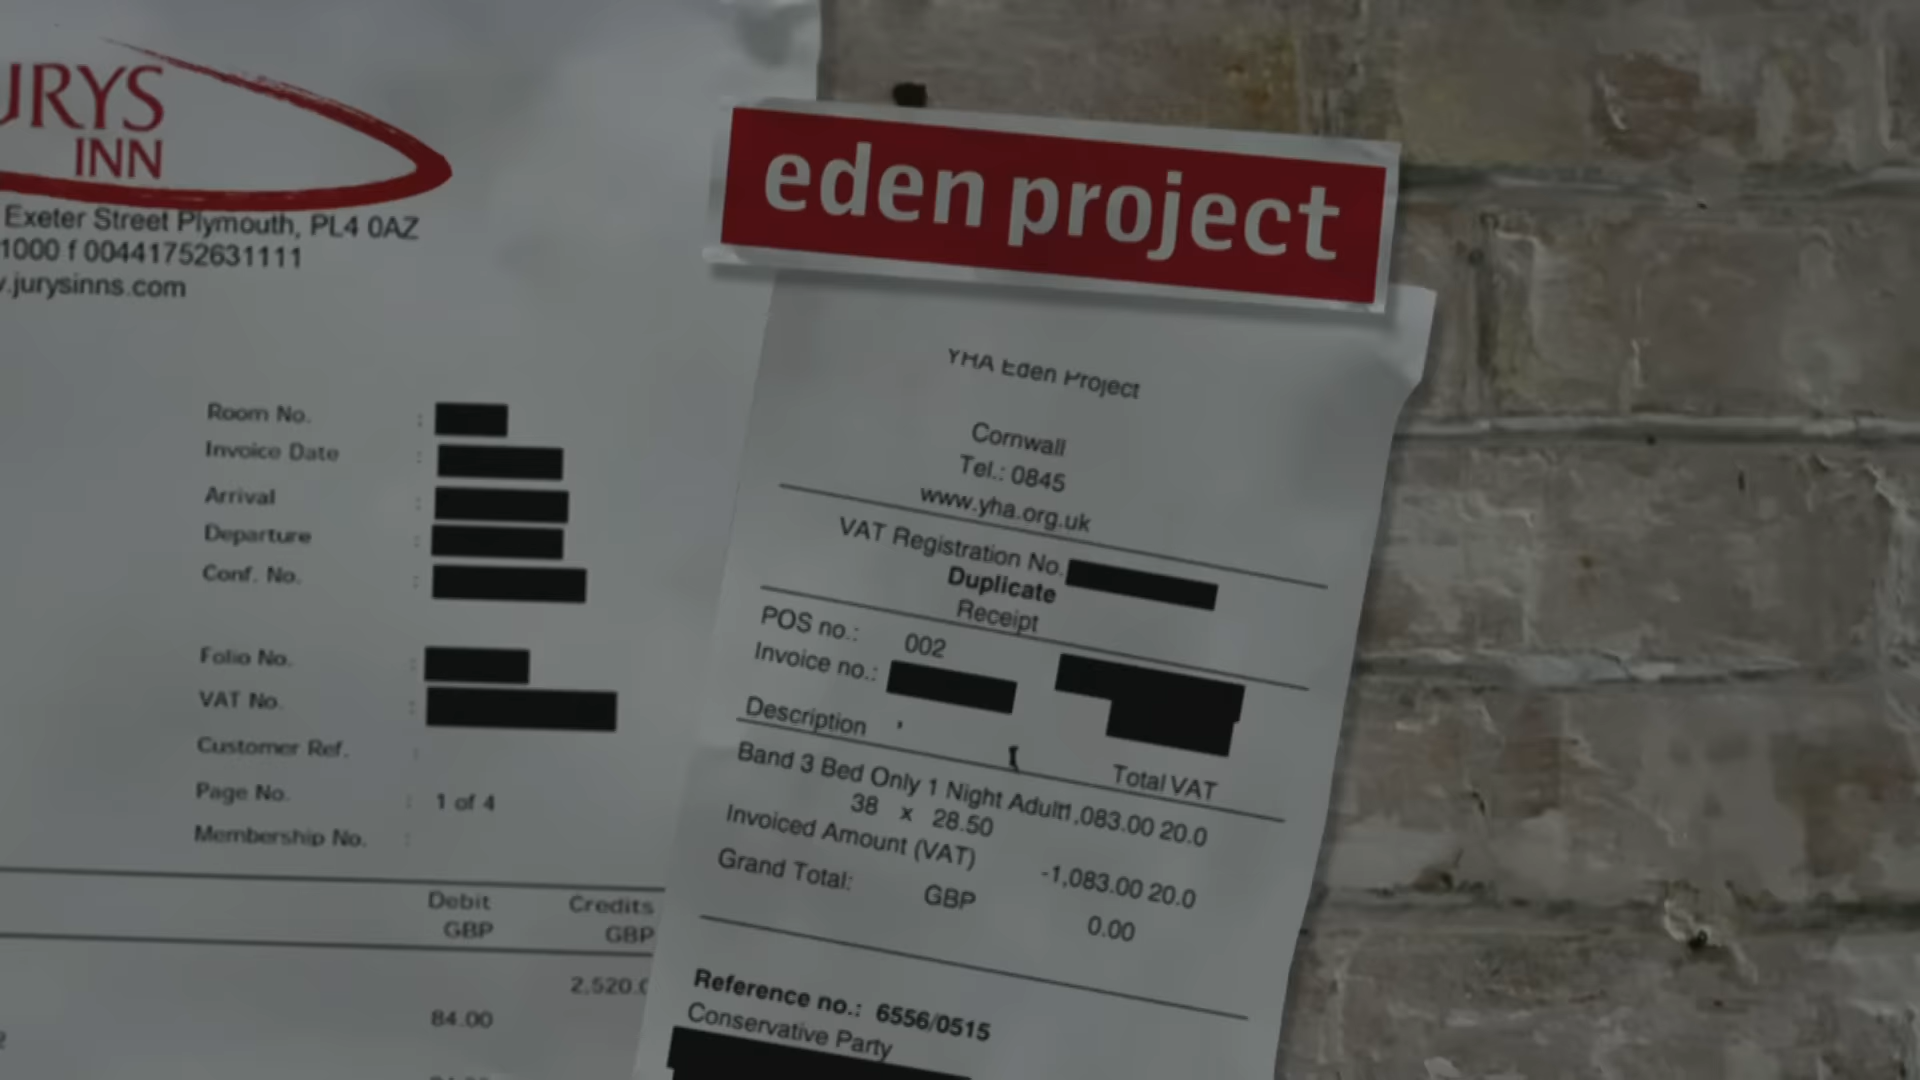 JURYS
INN
Exeter Street Plymouth, PL4 0AZ
1000 f 00441752631111
.jurysinns.com
Room No. :
Invoice Date :
Arrival :
Departure :
Conf. No. :
Folio No. :
VAT No. :
Customer Ref. :
Page No. : 1 of 4
Membership No. :
Debit Credits
GBP GBP
2,520.0
84.00
eden project
YHA Eden Project
Cornwall
Tel.: 0845
www.yha.org.uk
VAT Registration No.
Duplicate
Receipt
POS no.: 002
Invoice no.:
Description
Total VAT
Band 3 Bed Only 1 Night Adult 1,083.00 20.0
38 x 28.50
Invoiced Amount (VAT) -1,083.00 20.0
Grand Total: GBP 0.00
Reference no.: 6556/0515
Conservative Party